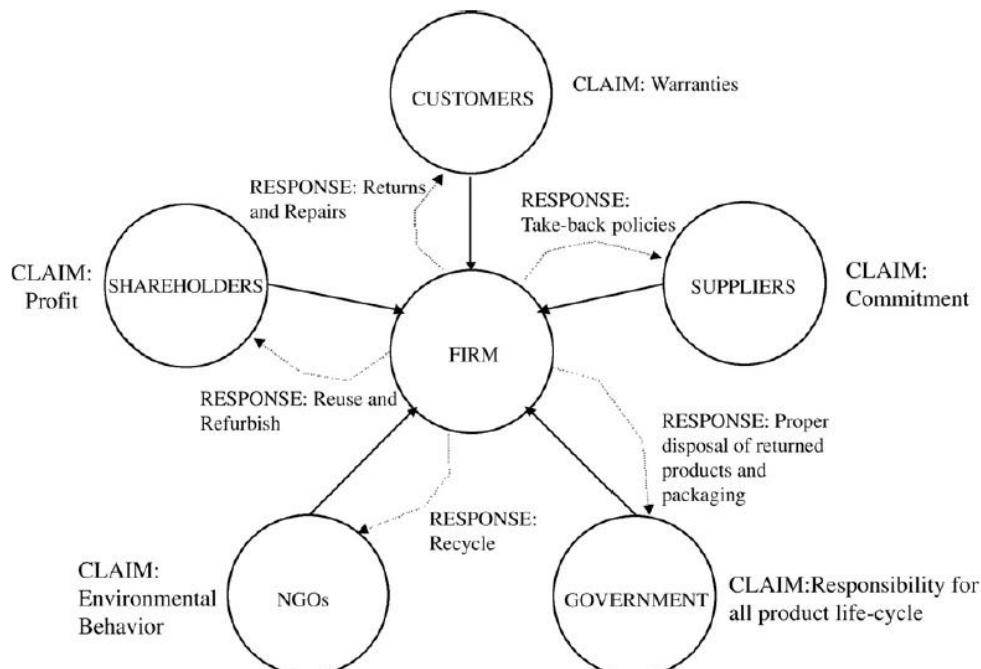 CUSTOMERS
CLAIM: Warranties
RESPONSE: Returns
and Repairs
RESPONSE:
Take-back policies
CLAIM:
Profit
SHAREHOLDERS
SUPPLIERS
CLAIM:
Commitment
FIRM
RESPONSE: Reuse and
Refurbish
RESPONSE: Proper
disposal of returned
products and
packaging
RESPONSE:
Recycle
CLAIM:
Environmental
Behavior
NGOs
GOVERNMENT
CLAIM:Responsibility for
all product life-cycle